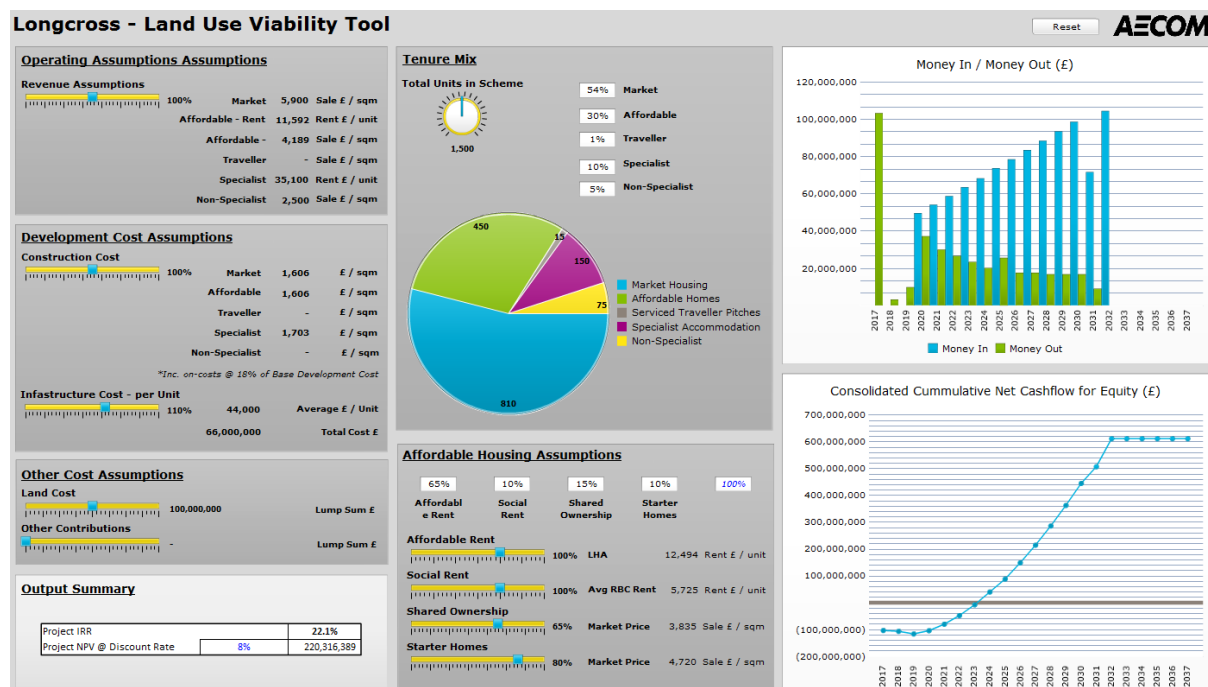 Longcross - Land Use Viability Tool
Reset
AECOM
Operating Assumptions Assumptions
Revenue Assumptions
100% Market 5,900 Sale £ / sqm
Affordable - Rent 11,592 Rent £ / unit
Affordable - 4,189 Sale £ / sqm
Traveller - Sale £ / sqm
Specialist 35,100 Rent £ / unit
Non-Specialist 2,500 Sale £ / sqm
Development Cost Assumptions
Construction Cost
100% Market 1,606 £ / sqm
Affordable 1,606 £ / sqm
Traveller - £ / sqm
Specialist 1,703 £ / sqm
Non-Specialist - £ / sqm
*Inc. on-costs @ 18% of Base Development Cost
Infastructure Cost - per Unit
110% 44,000 Average £ / Unit
66,000,000 Total Cost £
Other Cost Assumptions
Land Cost
100,000,000 Lump Sum £
Other Contributions
- Lump Sum £
Output Summary
Project IRR 22.1%
Project NPV @ Discount Rate 8% 220,316,389
Tenure Mix
Total Units in Scheme
1,500
54% Market
30% Affordable
1% Traveller
10% Specialist
5% Non-Specialist
450
15
150
75
810
Market Housing
Affordable Homes
Serviced Traveller Pitches
Specialist Accommodation
Non-Specialist
Affordable Housing Assumptions
65% 10% 15% 10% 100%
Affordabl Social Shared Starter
e Rent Rent Ownership Homes
Affordable Rent
100% LHA 12,494 Rent £ / unit
Social Rent
100% Avg RBC Rent 5,725 Rent £ / unit
Shared Ownership
65% Market Price 3,835 Sale £ / sqm
Starter Homes
80% Market Price 4,720 Sale £ / sqm
Money In / Money Out (£)
120,000,000
100,000,000
80,000,000
60,000,000
40,000,000
20,000,000
2017 2018 2019 2020 2021 2022 2023 2024 2025 2026 2027 2028 2029 2030 2031 2032 2033 2034 2035 2036 2037
Money In Money Out
Consolidated Cummulative Net Cashflow for Equity (£)
700,000,000
600,000,000
500,000,000
400,000,000
300,000,000
200,000,000
100,000,000
(100,000,000)
(200,000,000)
2017 2018 2019 2020 2021 2022 2023 2024 2025 2026 2027 2028 2029 2030 2031 2032 2033 2034 2035 2036 2037